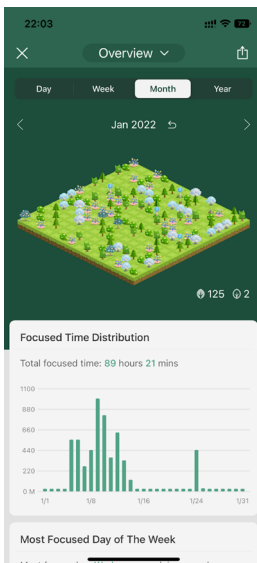 22:03
73
Overview
Day Week Month Year
Jan 2022
125 2
Focused Time Distribution
Total focused time: 89 hours 21 mins
1100
880
660
440
220
0 M
1/1 1/8 1/16 1/24 1/31
Most Focused Day of The Week